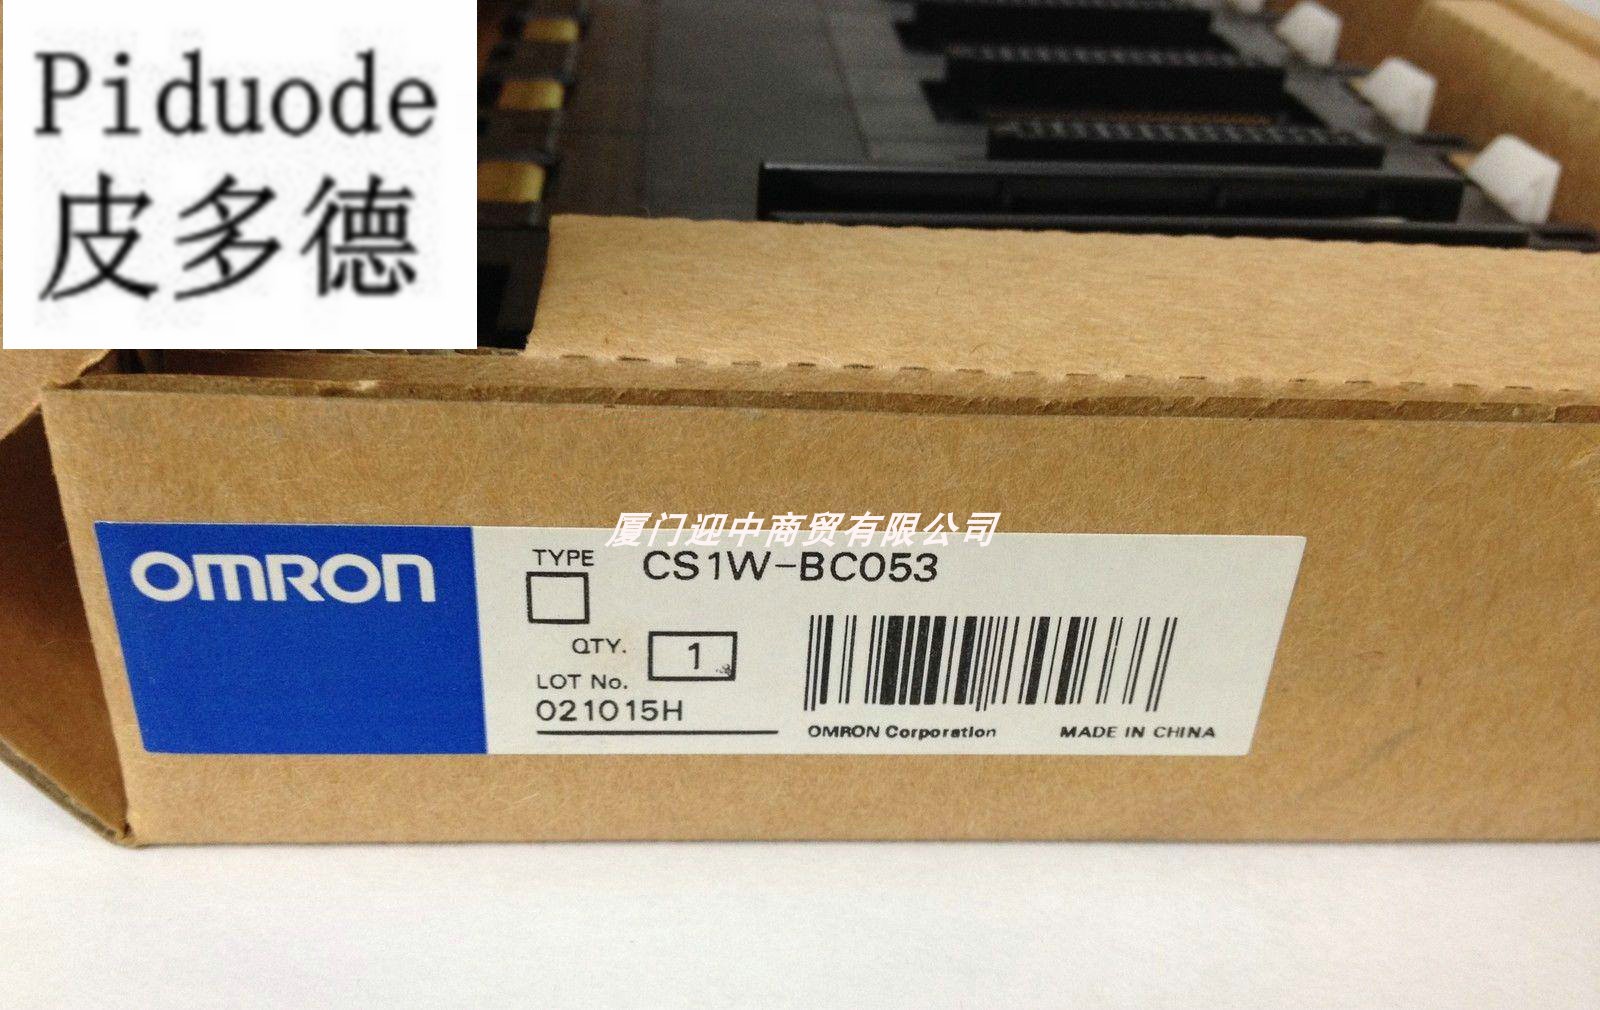 Piduode
皮多德
厦门迎中商贸有限公司
OMRON
TYPE CS1W-BC053
QTY. 1
LOT No.
021015H
OMRON Corporation MADE IN CHINA